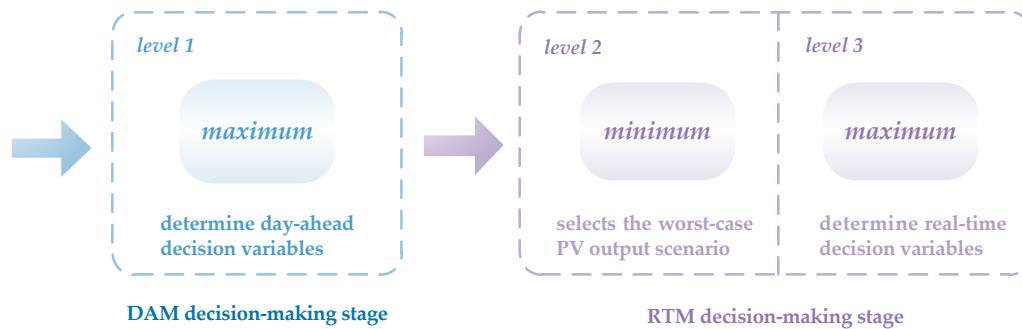 level 1
maximum
determine day-ahead
decision variables
DAM decision-making stage
level 2
minimum
selects the worst-case
PV output scenario
level 3
maximum
determine real-time
decision variables
RTM decision-making stage